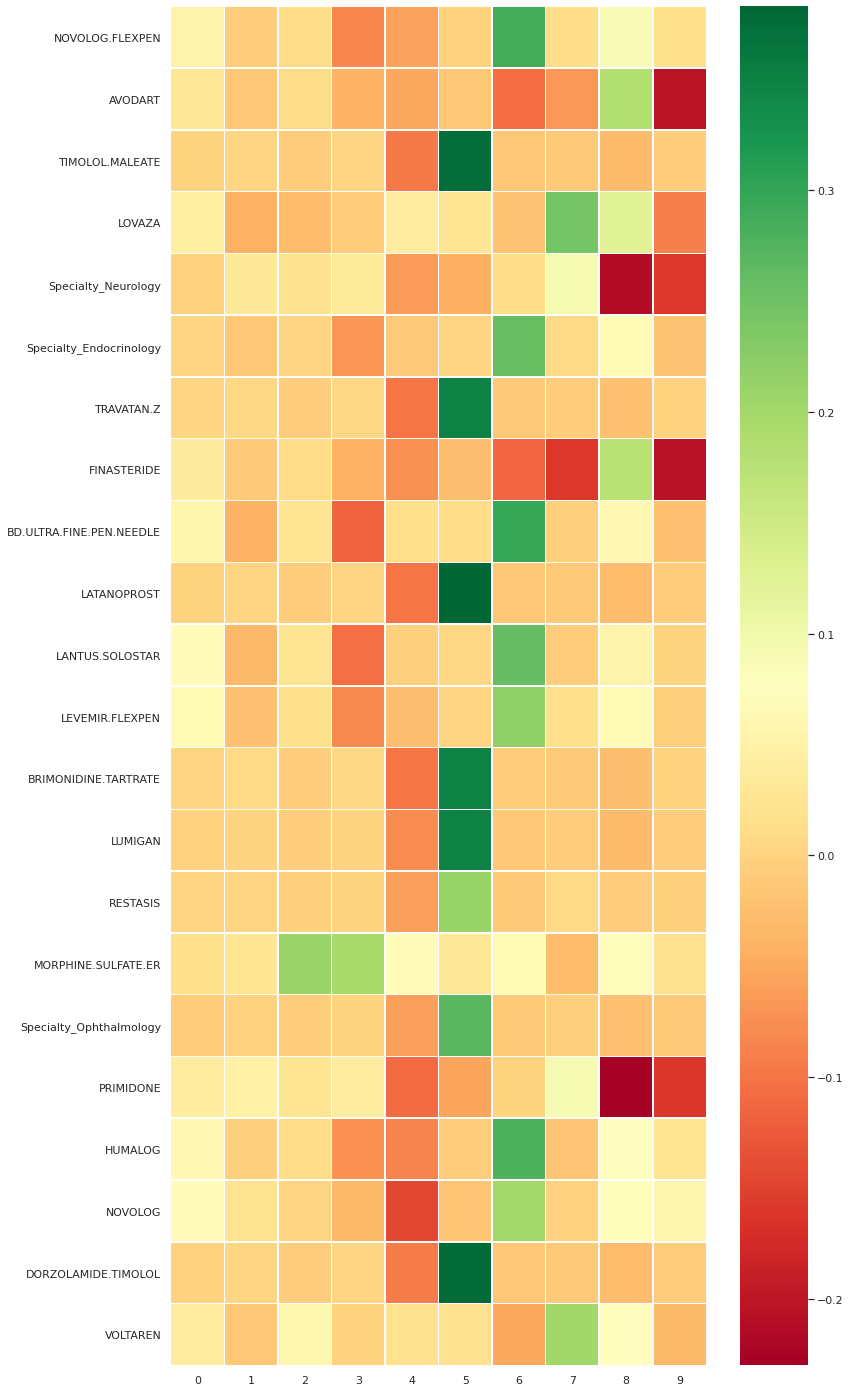 NOVOLOG.FLEXPEN
AVODART
TIMOLOL.MALEATE
LOVAZA
Specialty_Neurology
Specialty_Endocrinology
TRAVATAN.Z
FINASTERIDE
BD.ULTRA.FINE.PEN.NEEDLE
LATANOPROST
LANTUS.SOLOSTAR
LEVEMIR.FLEXPEN
BRIMONIDINE.TARTRATE
LUMIGAN
RESTASIS
MORPHINE.SULFATE.ER
Specialty_Ophthalmology
PRIMIDONE
HUMALOG
NOVOLOG
DORZOLAMIDE.TIMOLOL
VOLTAREN
0 1 2 3 4 5 6 7 8 9
0.3
0.2
0.1
0.0
−0.1
−0.2